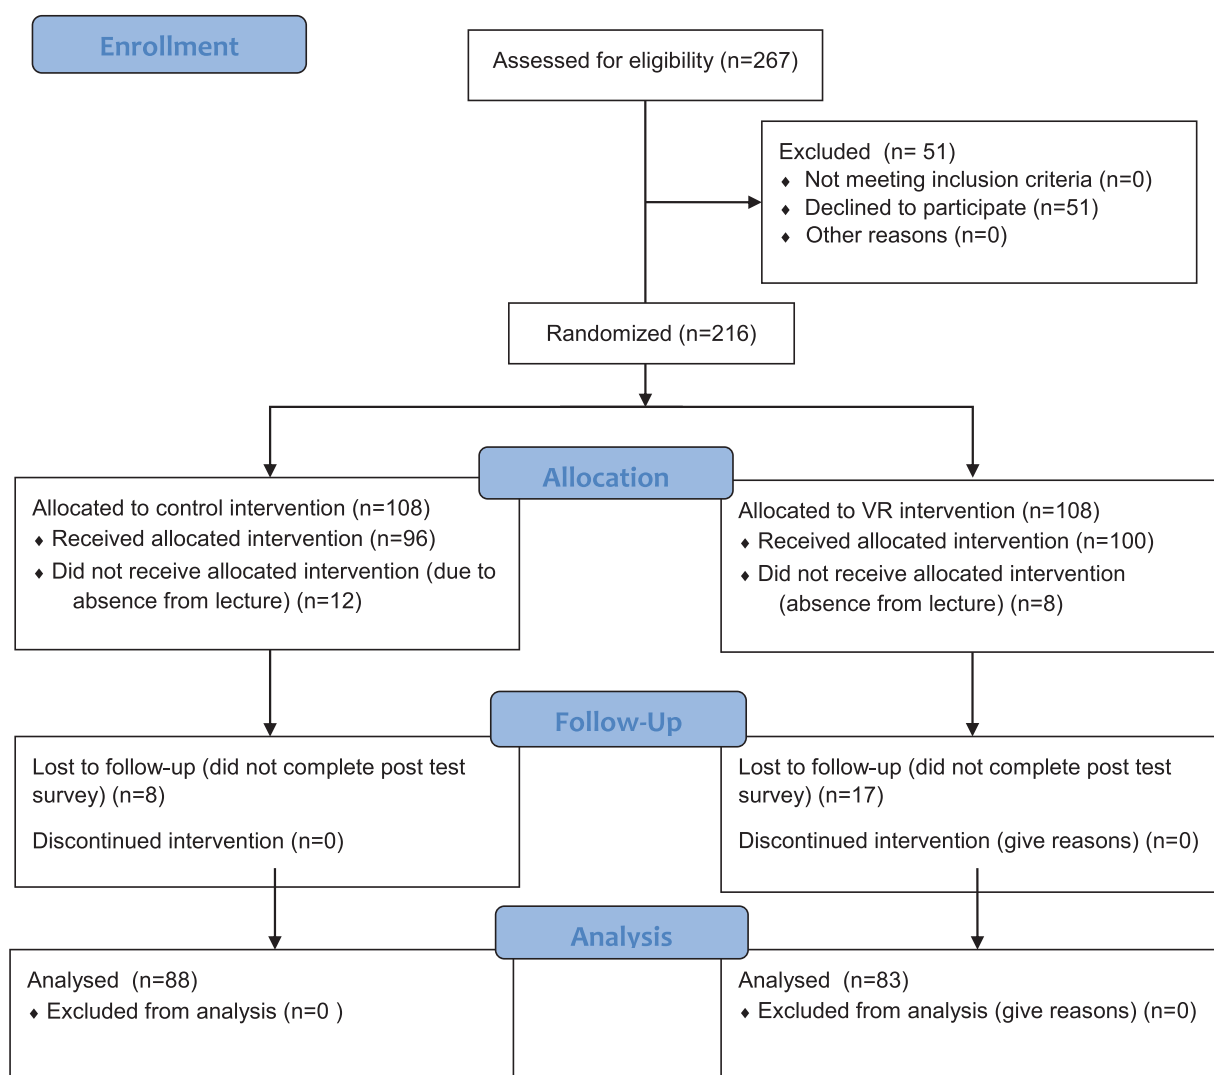 Enrollment
Assessed for eligibility (n=267)
Excluded  (n= 51)
♦ Not meeting inclusion criteria (n=0)
♦ Declined to participate (n=51)
♦ Other reasons (n=0)
Randomized (n=216)
Allocation
Allocated to control intervention (n=108)
♦ Received allocated intervention (n=96)
♦ Did not receive allocated intervention (due to
absence from lecture) (n=12)
Allocated to VR intervention (n=108)
♦ Received allocated intervention (n=100)
♦ Did not receive allocated intervention
(absence from lecture) (n=8)
Follow-Up
Lost to follow-up (did not complete post test
survey) (n=8)
Discontinued intervention (n=0)
Lost to follow-up (did not complete post test
survey) (n=17)
Discontinued intervention (give reasons) (n=0)
Analysis
Analysed  (n=88)
♦ Excluded from analysis (n=0 )
Analysed  (n=83)
♦ Excluded from analysis (give reasons) (n=0)